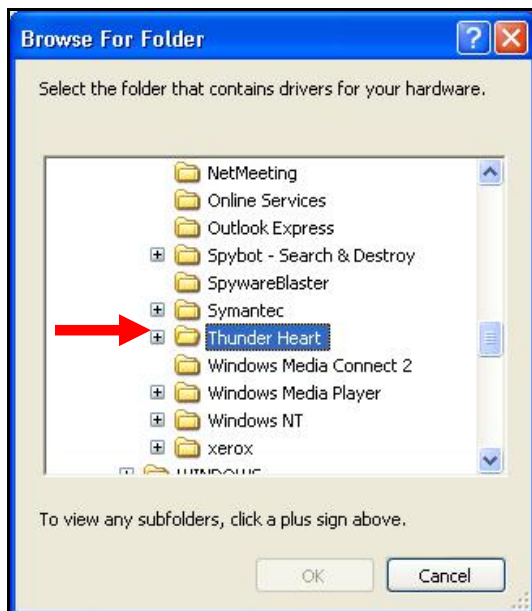 Browse For Folder
Select the folder that contains drivers for your hardware.
NetMeeting
Online Services
Outlook Express
Spybot - Search & Destroy
SpywareBlaster
Symantec
Thunder Heart
Windows Media Connect 2
Windows Media Player
Windows NT
xerox
WINDOWS
To view any subfolders, click a plus sign above.
OK
Cancel